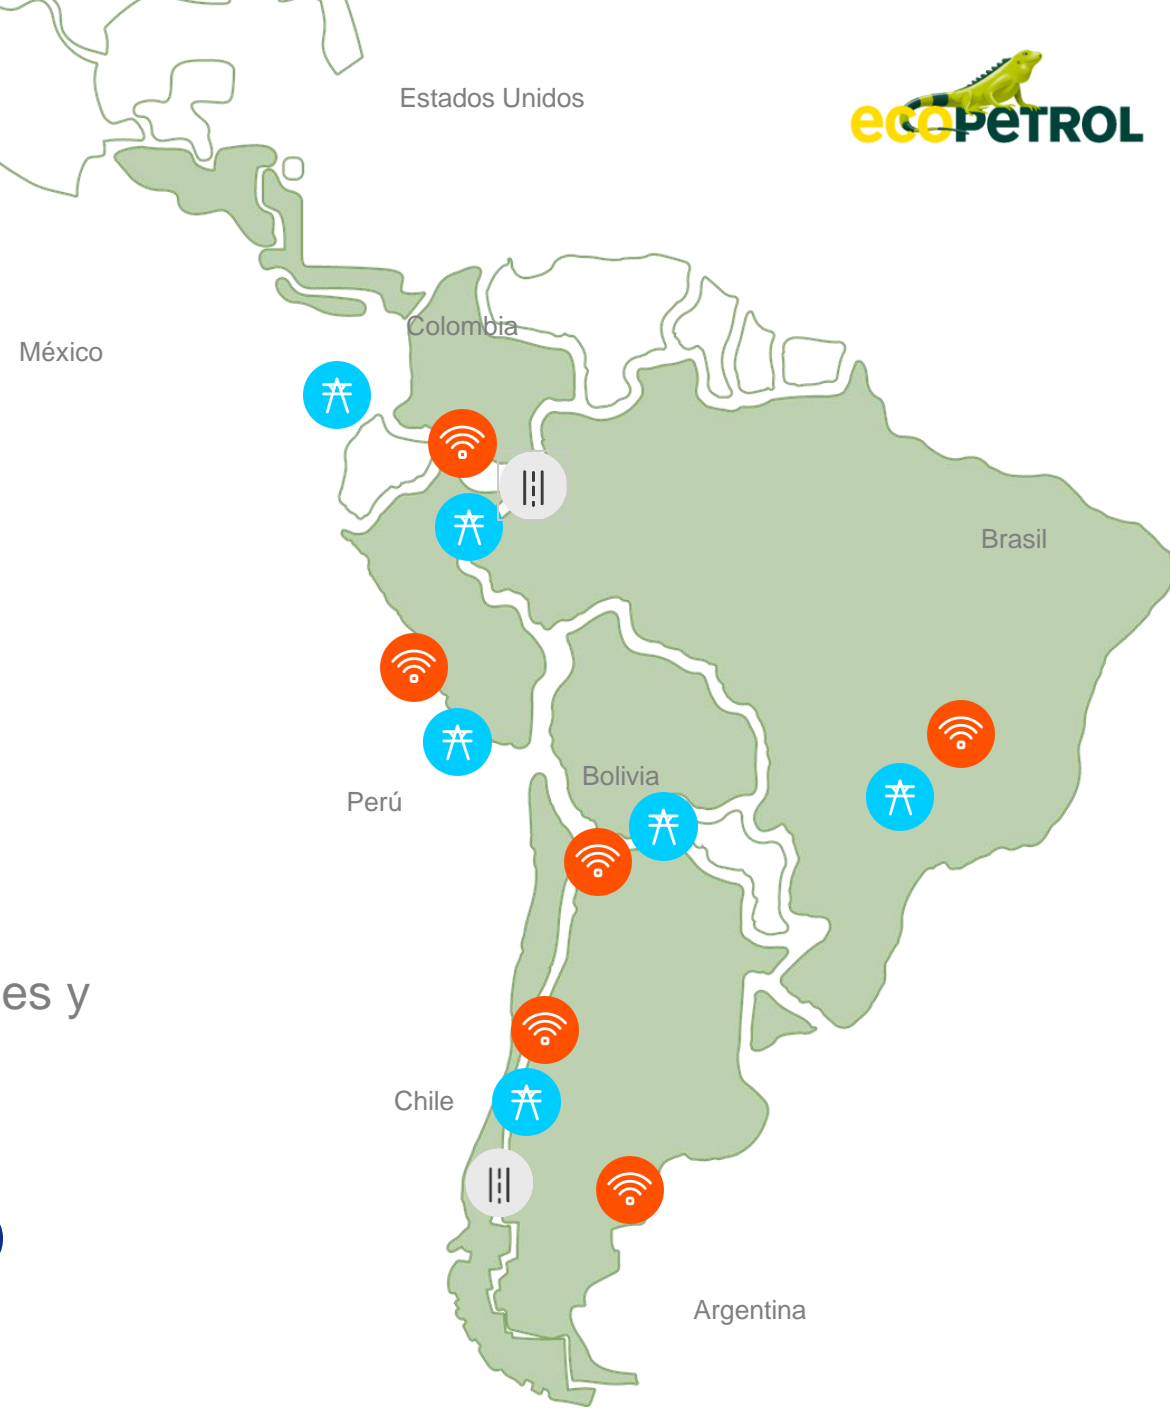 Estados Unidos
ecoPeTROL
Colombia
México
Brasil
Bolivia
Perú
es y
Chile
Argentina